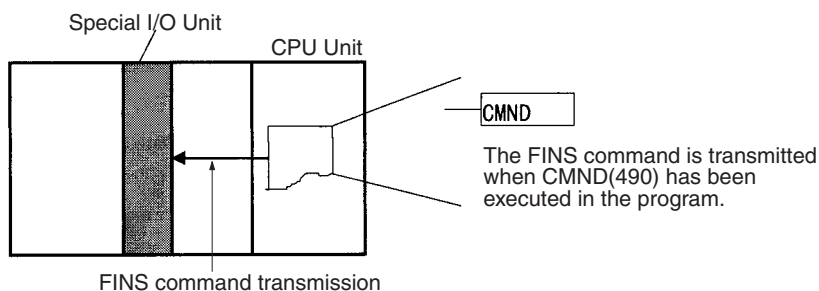 Special I/O Unit
CPU Unit
CMND
The FINS command is transmitted
when CMND(490) has been
executed in the program.
FINS command transmission